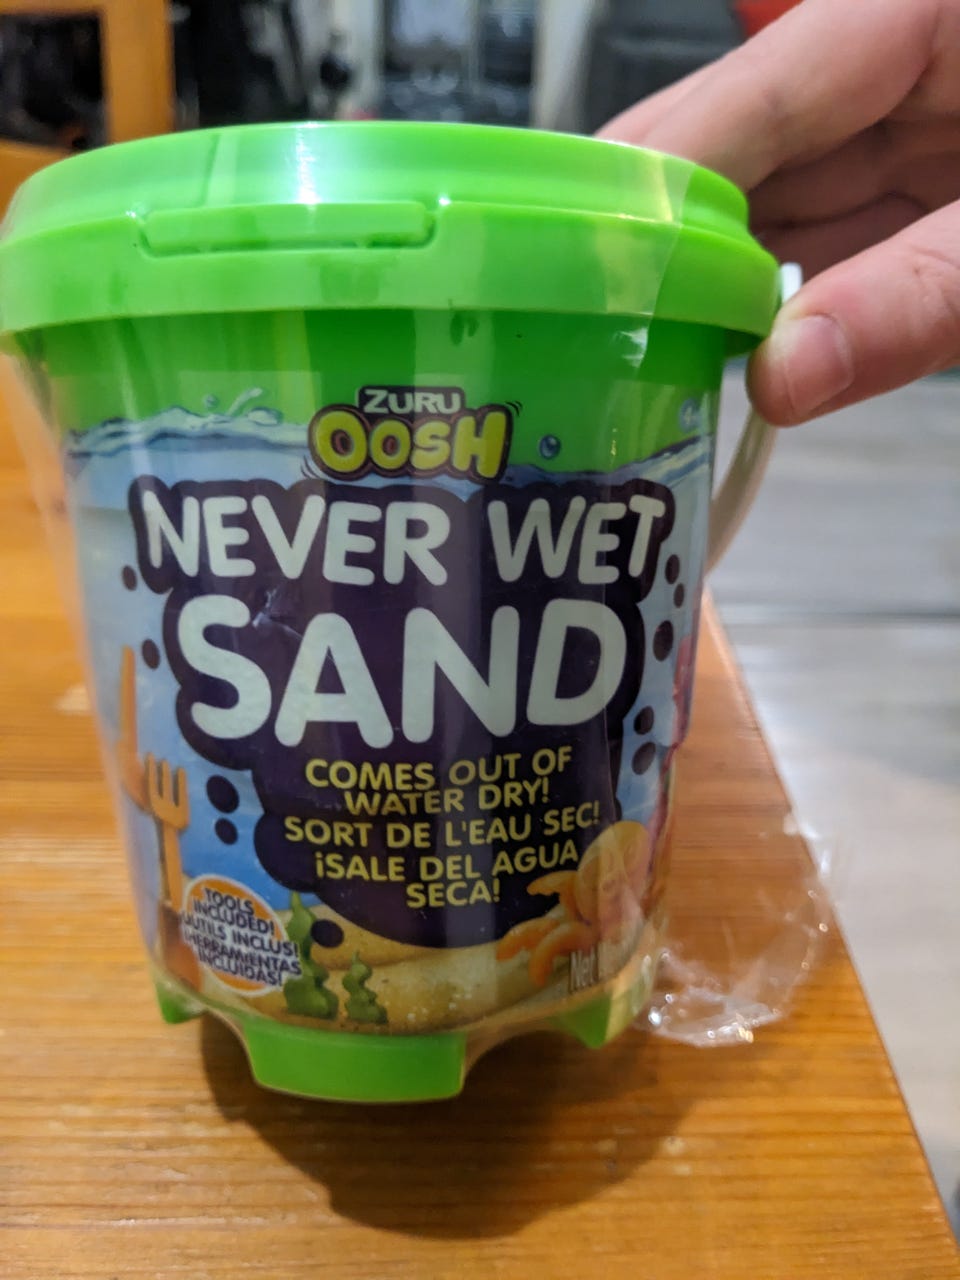 ZURU
OOSH
NEVER WET
SAND
COMES OUT OF
WATER DRY!
SORT DE L'EAU SEC!
¡SALE DEL AGUA
SECA!
TOOLS
INCLUDED!
OUTILS INCLUS!
¡HERRAMIENTAS
INCLUIDAS!
Net